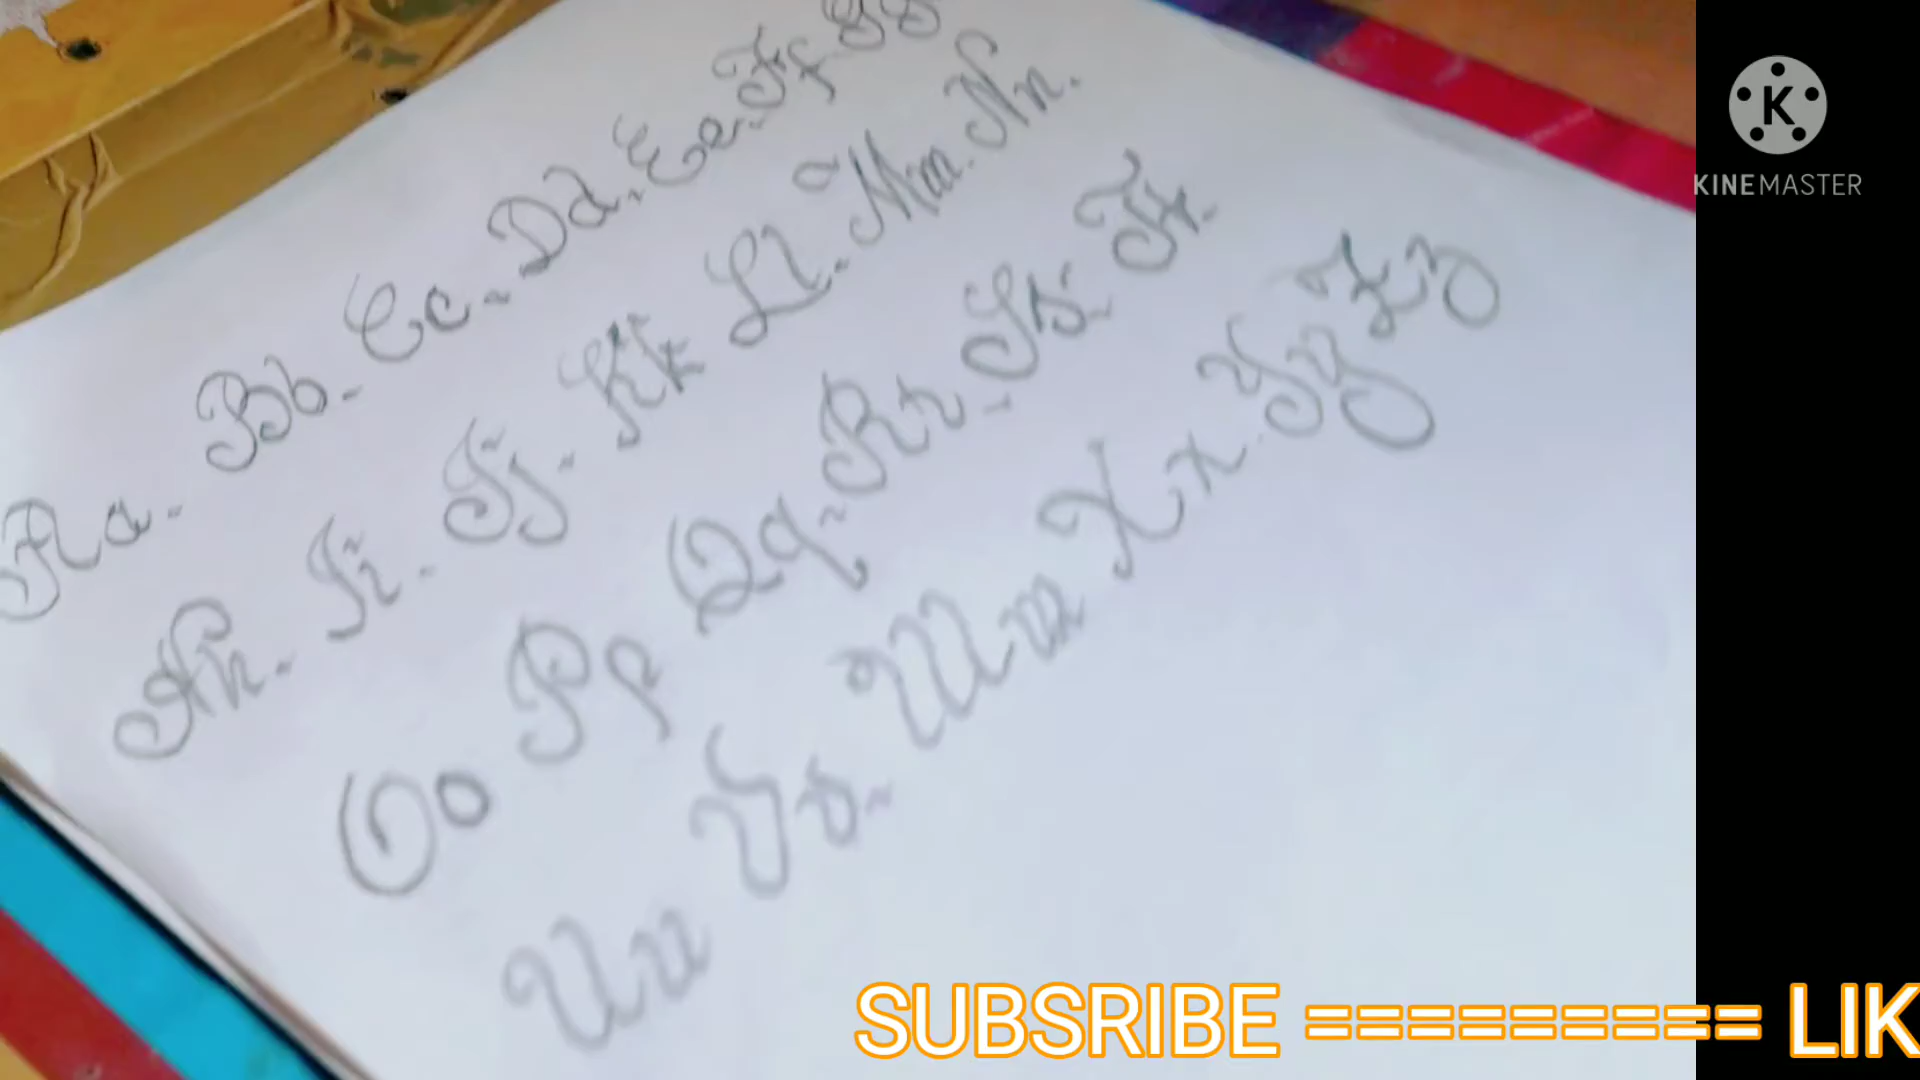 Aa. Bb. Cc. Dd. Ee. Ff Gg
Hh. Ii. Jj. Kk Ll. Mm. Nn.
Oo Pp Qq. Rr. Ss. Tt.
Uu Vv. Ww Xx. Yy Zz
KINEMASTER
SUBSRIBE ========== LIK